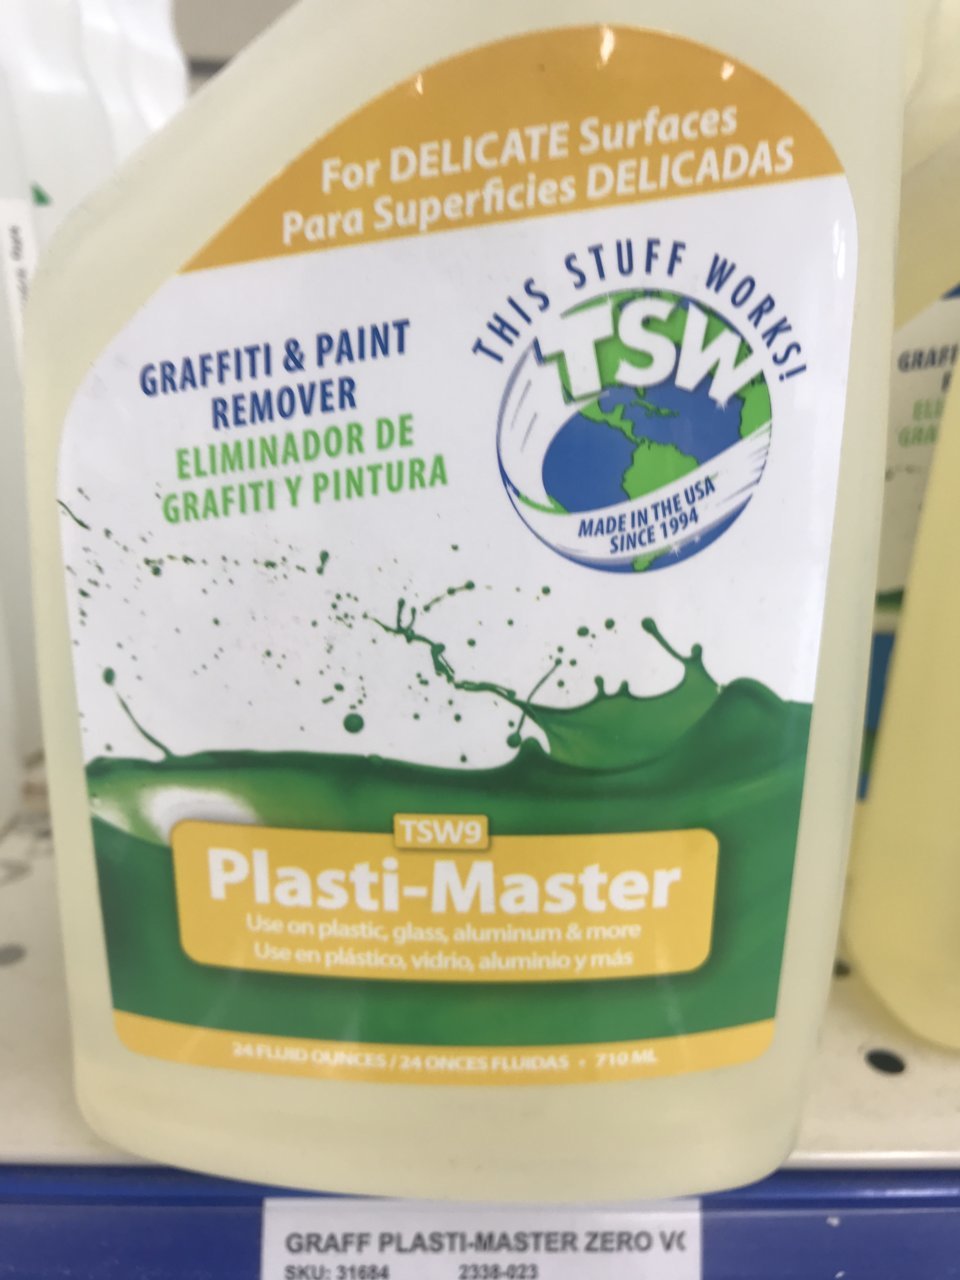 For DELICATE Surfaces
Para Superficies DELICADAS
THIS STUFF WORKS!
TSW
MADE IN THE USA
SINCE 1994
GRAFFITI & PAINT
REMOVER
ELIMINADOR DE
GRAFITI Y PINTURA
TSW9
Plasti-Master
Use on plastic, glass, aluminum & more
Use en plástico, vidrio, aluminio y más
24 FLUID OUNCES / 24 ONCES FLUIDAS • 710 ML
GRAFF PLASTI-MASTER ZERO VO
SKU: 31684 2338-023